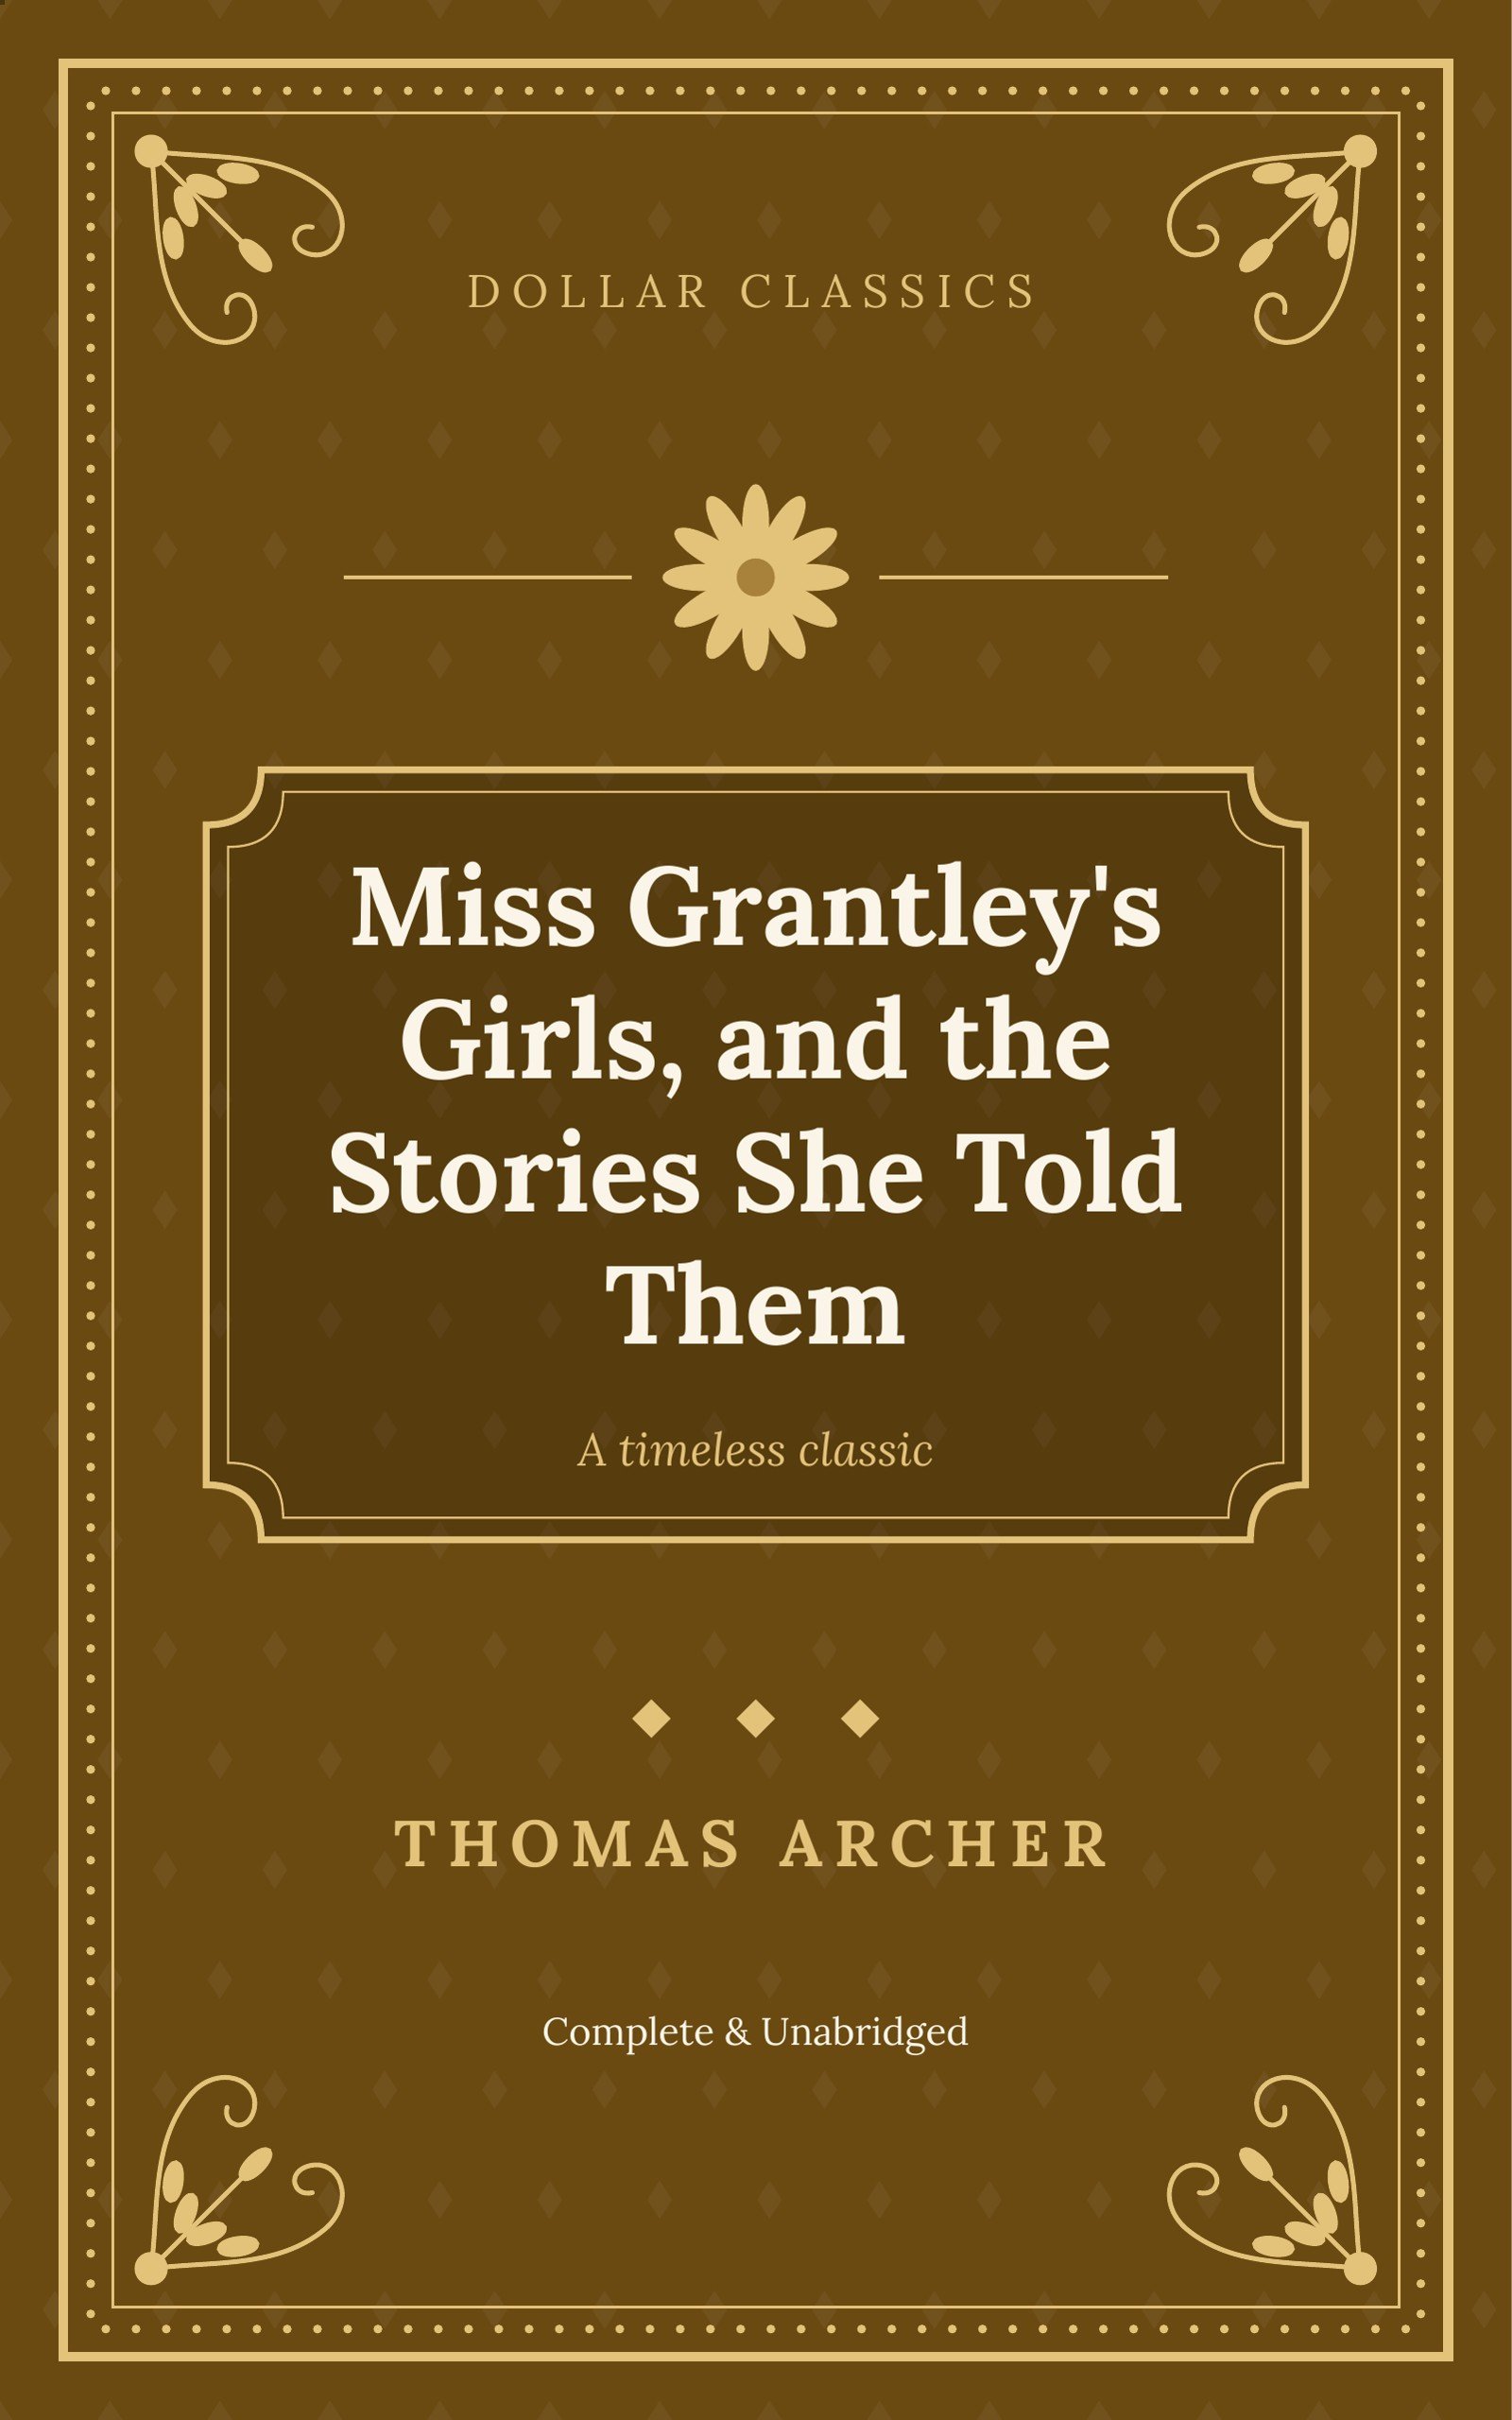 DOLLAR CLASSICS
Miss Grantley's
Girls, and the
Stories She Told
Them
A timeless classic
THOMAS ARCHER
Complete & Unabridged